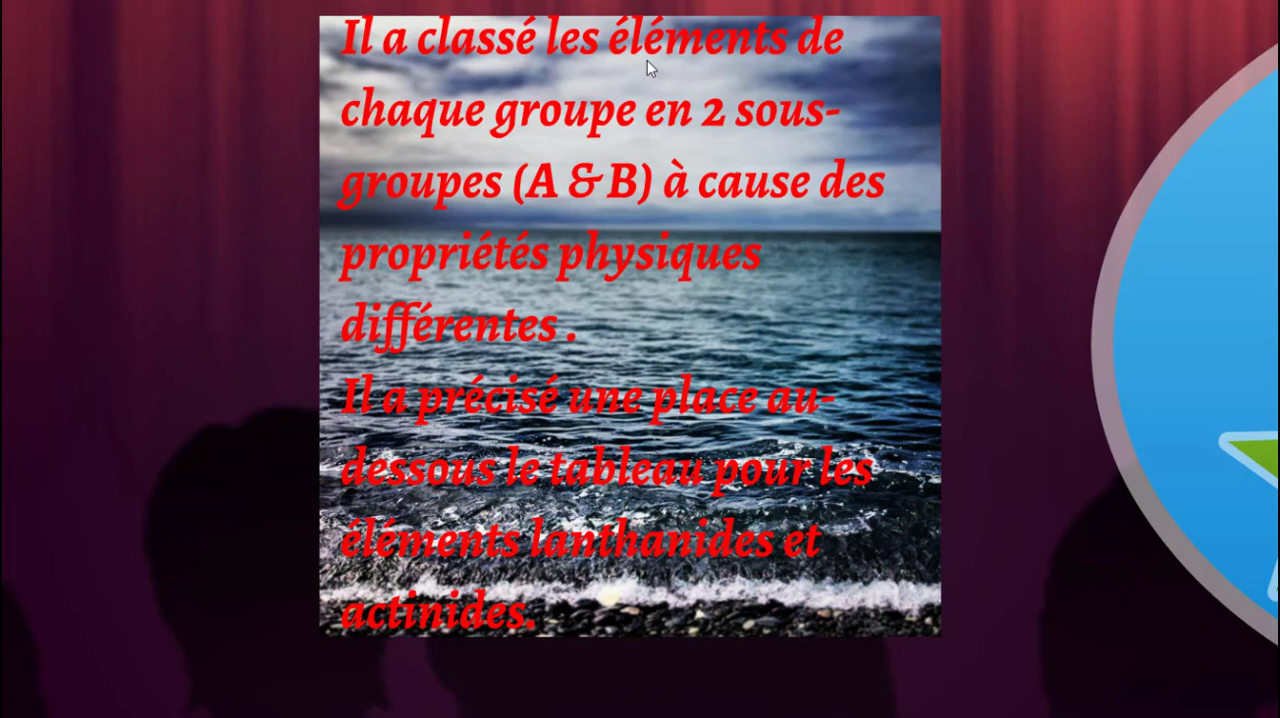 Il a classé les éléments de
chaque groupe en 2 sous-
groupes (A & B) à cause des
propriétés physiques
différentes .
Il a précisé une place au-
dessous le tableau pour les
éléments lanthanides et
actinides.